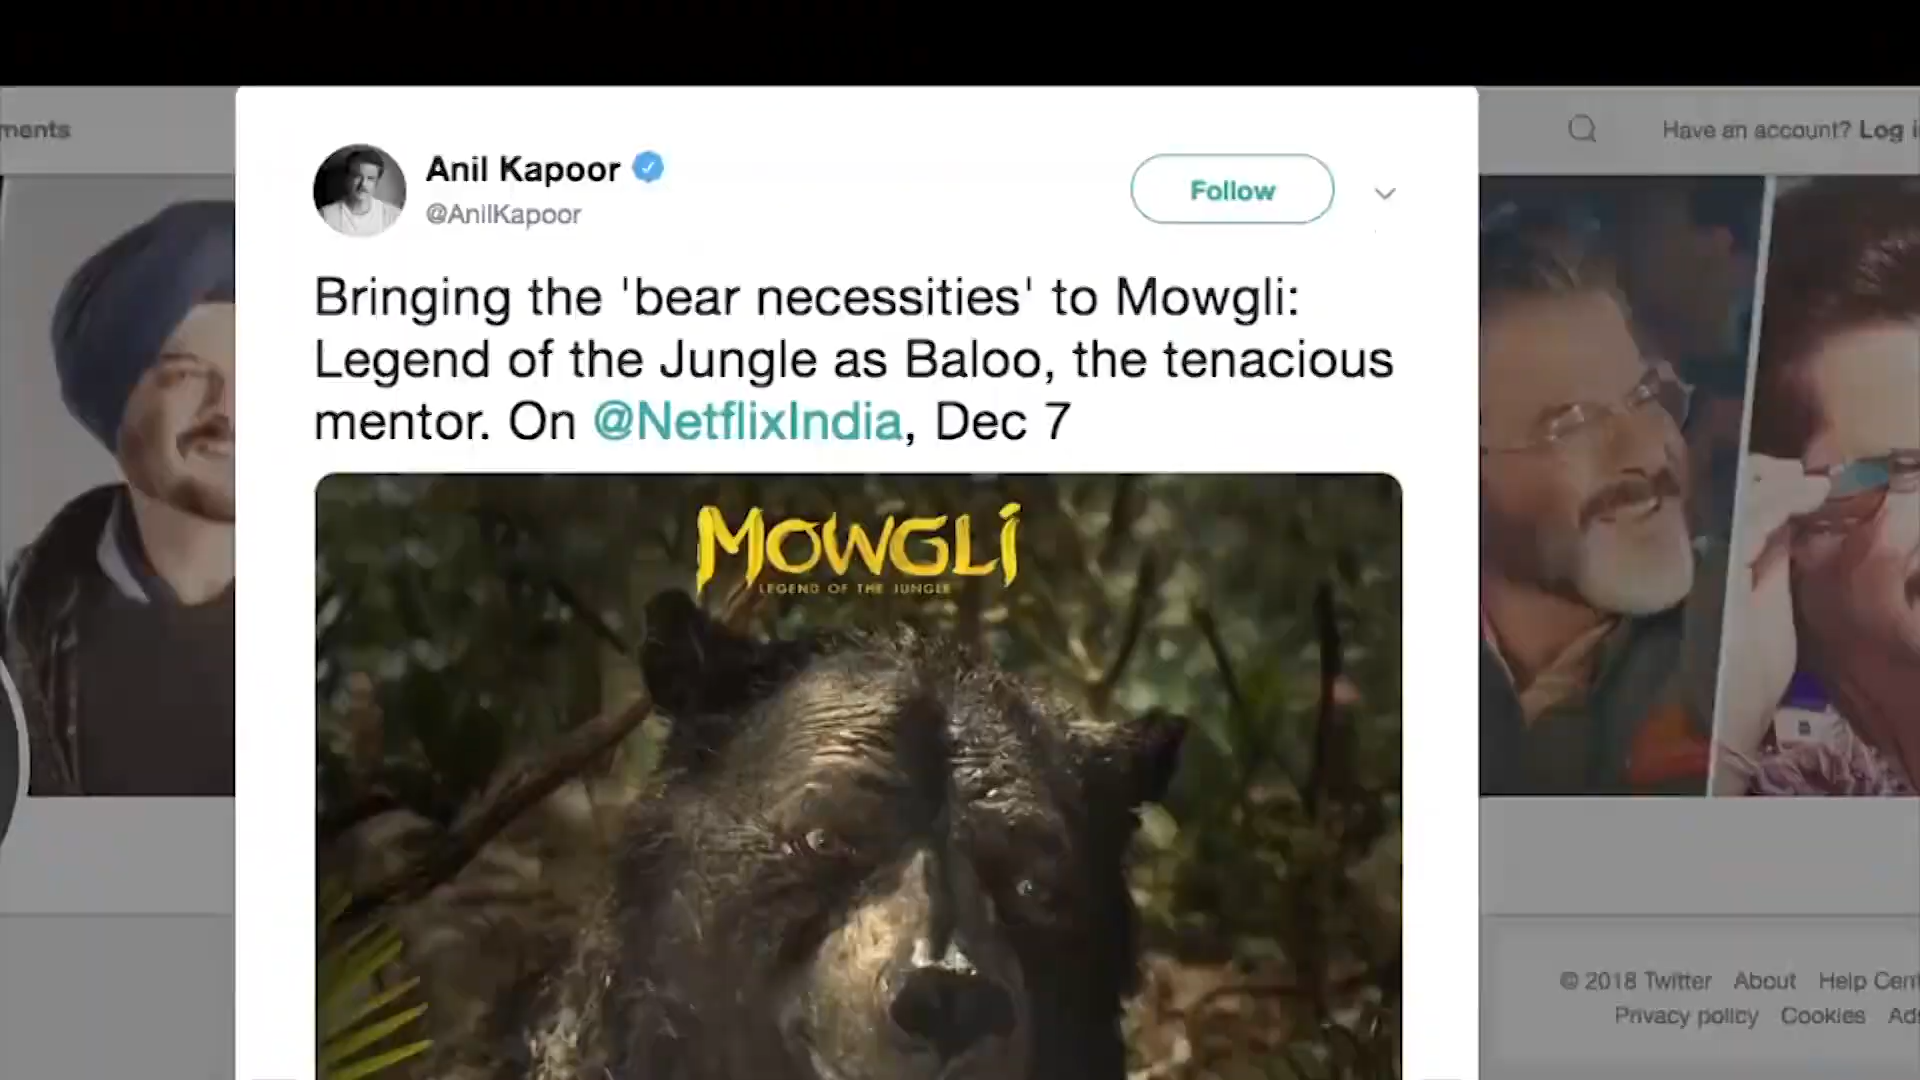 ments
Have an account? Log i
Anil Kapoor
@AnilKapoor
Follow
Bringing the 'bear necessities' to Mowgli:
Legend of the Jungle as Baloo, the tenacious
mentor. On @NetflixIndia, Dec 7
MOWGLI
LEGEND OF THE JUNGLE
© 2018 Twitter About Help Cent
Privacy policy Cookies Ads